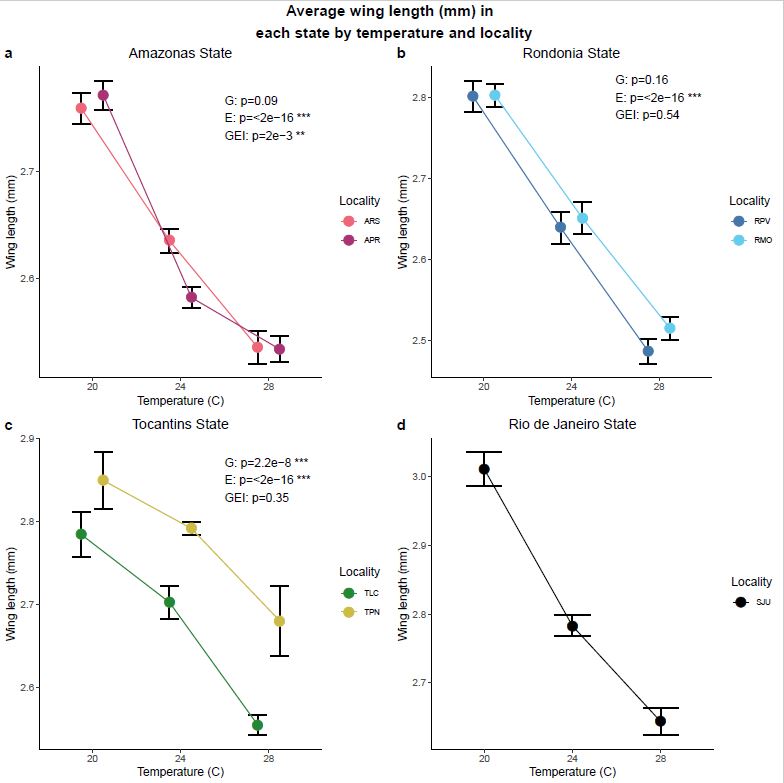 Average wing length (mm) in
each state by temperature and locality
a
Amazonas State
G: p=0.09
E: p=<2e−16 ***
GEI: p=2e−3 **
2.7
2.6
Wing length (mm)
20
24
28
Temperature (C)
Locality
ARS
APR
b
Rondonia State
G: p=0.16
E: p=<2e−16 ***
GEI: p=0.54
2.8
2.7
2.6
2.5
Wing length (mm)
20
24
28
Temperature (C)
Locality
RPV
RMO
c
Tocantins State
G: p=2.2e−8 ***
E: p=<2e−16 ***
GEI: p=0.35
2.9
2.8
2.7
2.6
Wing length (mm)
20
24
28
Temperature (C)
Locality
TLC
TPN
d
Rio de Janeiro State
3.0
2.9
2.8
2.7
Wing length (mm)
20
24
28
Temperature (C)
Locality
SJU